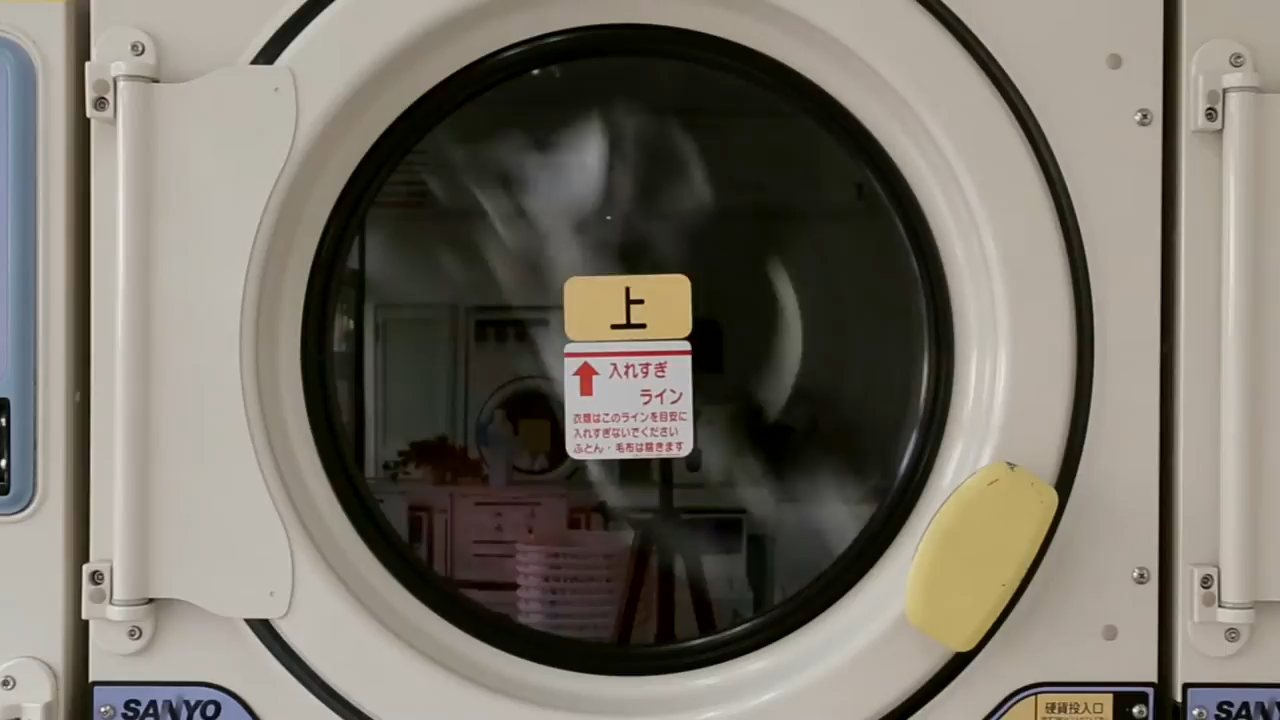 上
入れすぎ
ライン
衣類はこのラインを目安に
入れすぎないでください
ふとん・毛布は除きます
SANYO
硬貨投入口
SAN